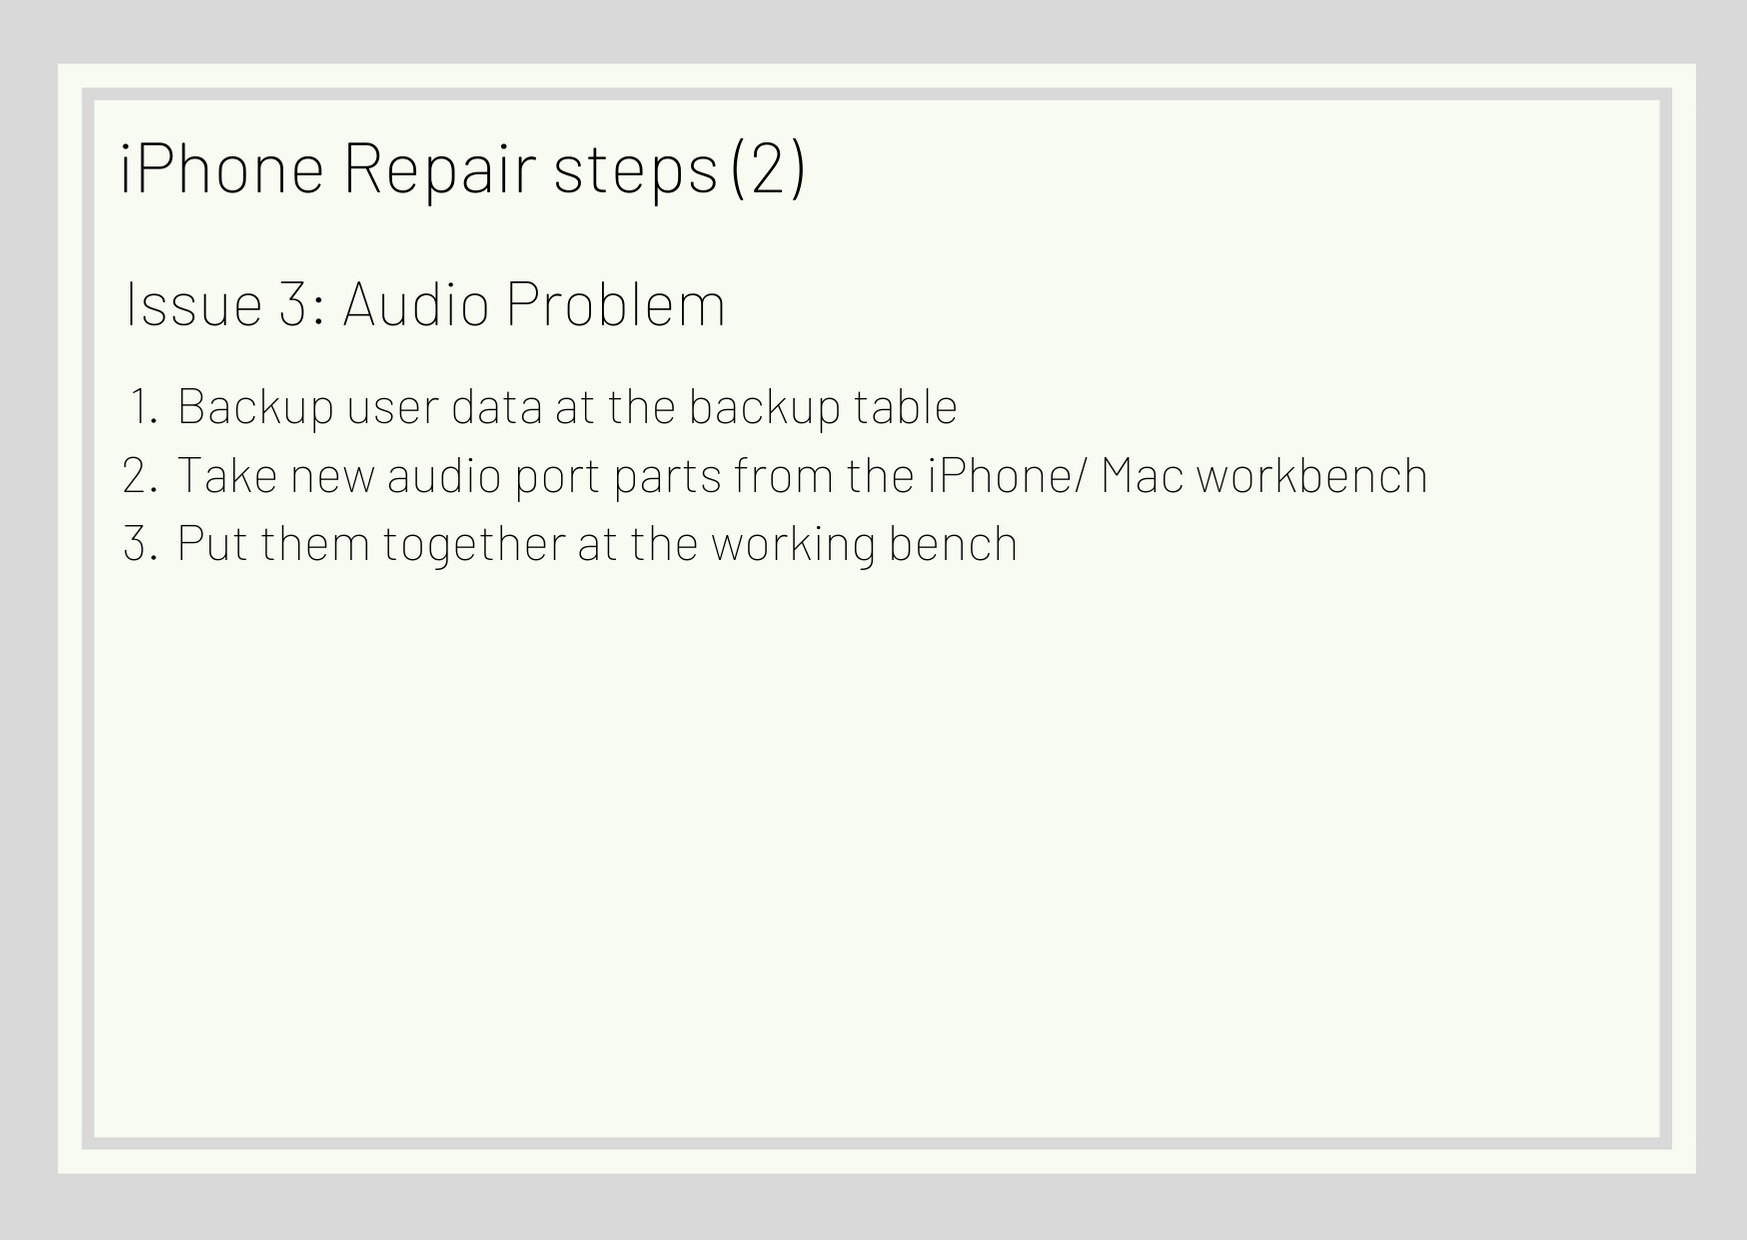 iPhone Repair steps (2)
Issue 3: Audio Problem
1. Backup user data at the backup table
2. Take new audio port parts from the iPhone/ Mac workbench
3. Put them together at the working bench